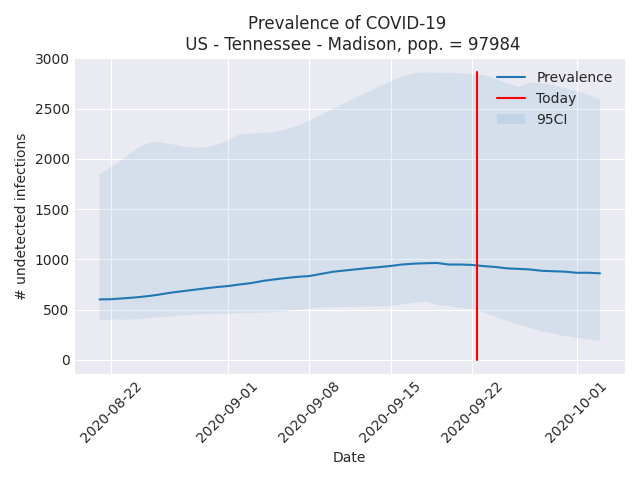 Prevalence of COVID-19
US - Tennessee - Madison, pop. = 97984
3000
2500
2000
1500
1000
500
0
# undetected infections
Prevalence
Today
95CI
2020-08-22
2020-09-01
2020-09-08
2020-09-15
2020-09-22
2020-10-01
Date